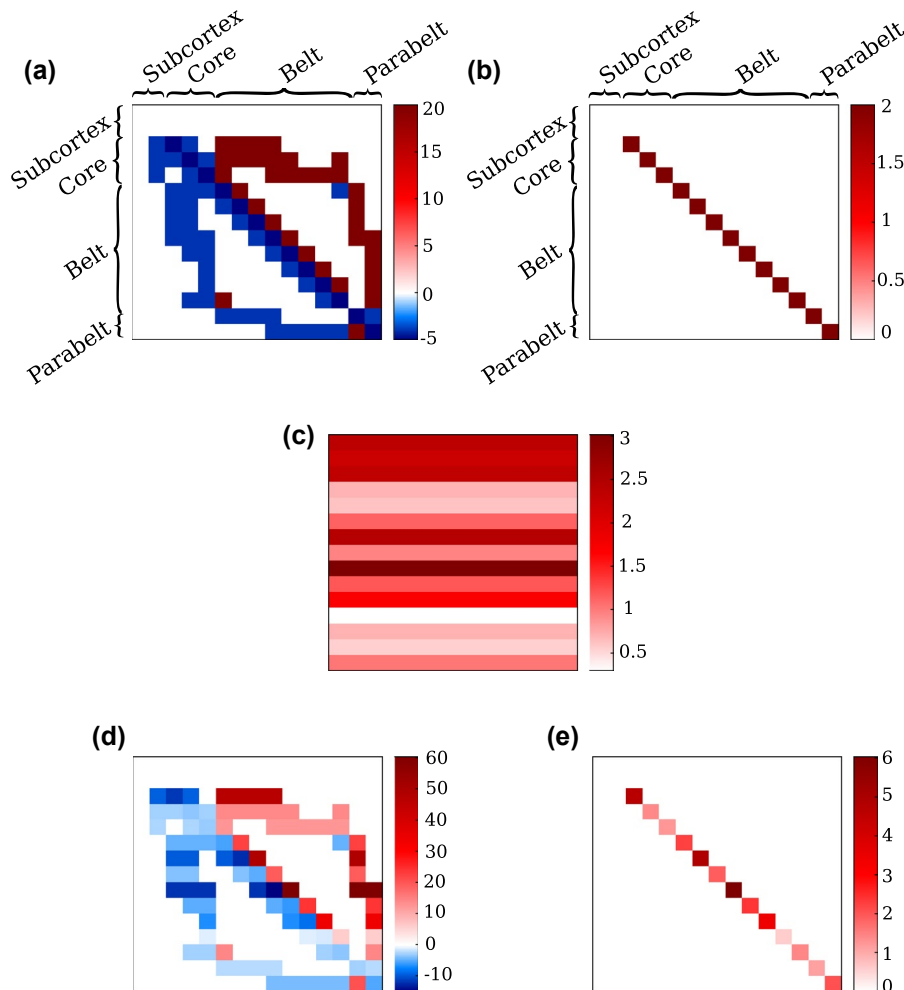 (a)
Subcortex
Core
Belt
Parabelt
Subcortex
Core
Belt
Parabelt
20
15
10
5
0
-5
(b)
Subcortex
Core
Belt
Parabelt
Subcortex
Core
Belt
Parabelt
2
1.5
1
0.5
0
(c)
3
2.5
2
1.5
1
0.5
(d)
60
50
40
30
20
10
0
-10
(e)
6
5
4
3
2
1
0